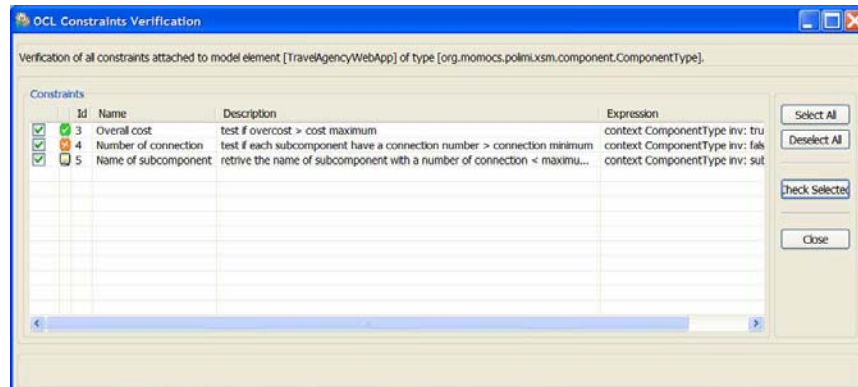 OCL Constraints Verification
Verification of all constraints attached to model element [TravelAgencyWebApp] of type [org.momocs.polimi.xsm.component.ComponentType].
Constraints
Id Name Description Expression
3 Overall cost test if overcost > cost maximum context ComponentType inv: tru
4 Number of connection test if each subcomponent have a connection number > connection minimum context ComponentType inv: fals
5 Name of subcomponent retrive the name of subcomponent with a number of connection < maximu... context ComponentType inv: sub
Select All
Deselect All
Check Selected
Close